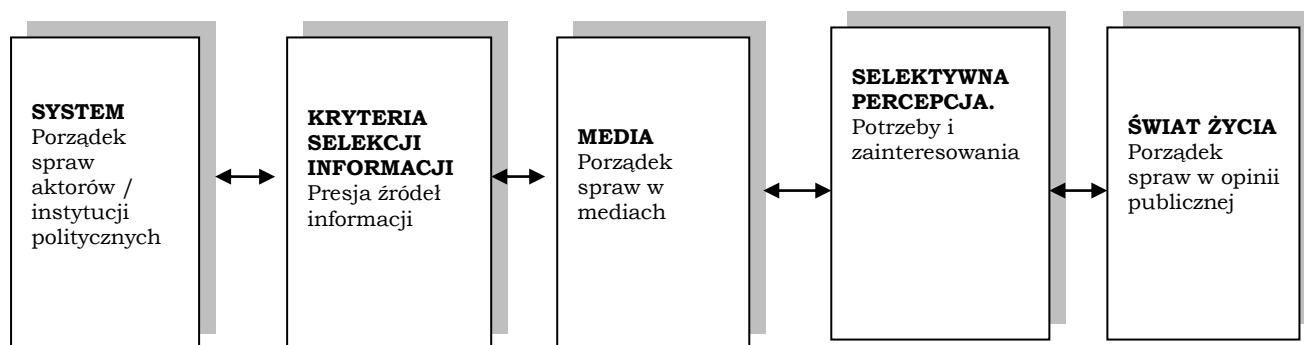 SYSTEM
Porządek
spraw
aktorów /
instytucji
politycznych
KRYTERIA
SELEKCJI
INFORMACJI
Presja źródeł
informacji
MEDIA
Porządek
spraw w
mediach
SELEKTYWNA
PERCEPCJA.
Potrzeby i
zainteresowania
ŚWIAT ŻYCIA
Porządek
spraw w opinii
publicznej